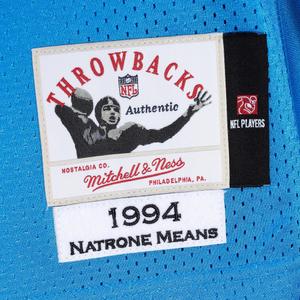 THROWBACKS
NFL
Authentic
NFL PLAYERS
NOSTALGIA CO.
Mitchell & Ness
PHILADELPHIA, PA.
1994
NATRONE MEANS